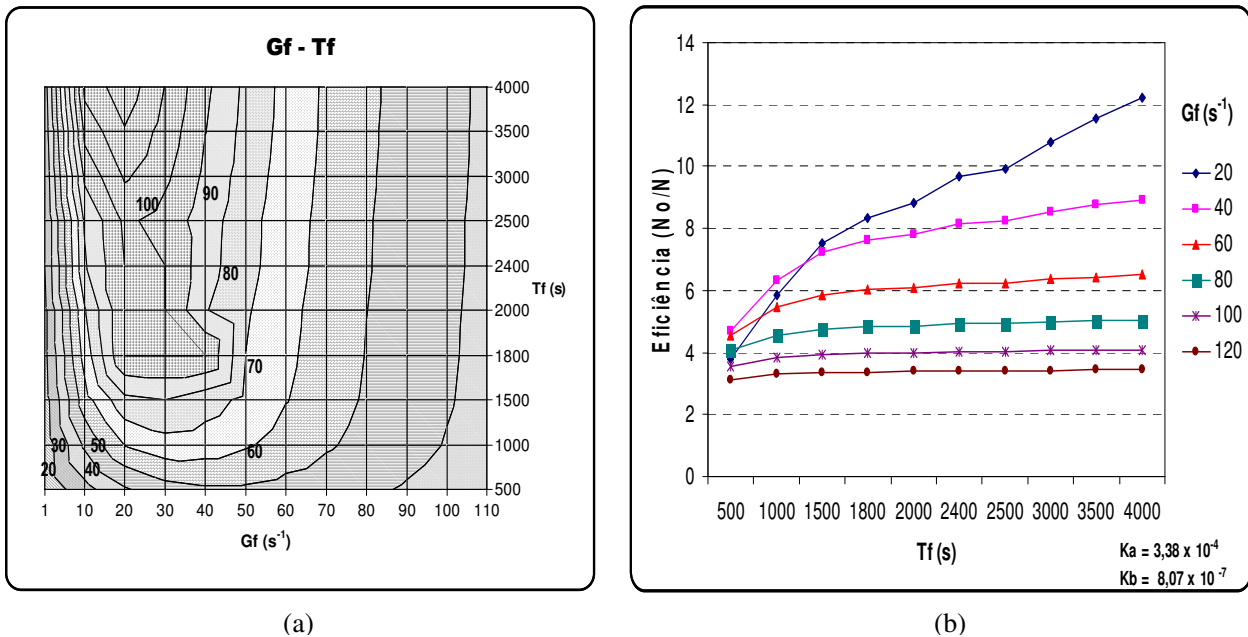 Gf - Tf
4000
3500
3000
2500
2400
2000
1800
1500
1000
500
Tf (s)
100
90
80
70
60
50
40
30
20
1 10 20 30 40 50 60 70 80 90 100 110
Gf (s-1)
(a)
14
12
10
8
6
4
2
0
Eficiência (No/N)
500 1000 1500 1800 2000 2400 2500 3000 3500 4000
Tf (s)
Gf (s-1)
20
40
60
80
100
120
Ka = 3,38 x 10-4
Kb = 8,07 x 10-7
(b)